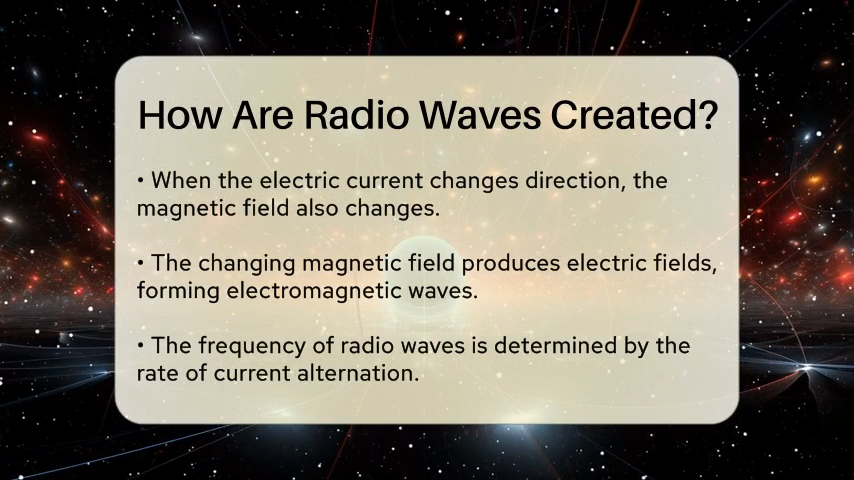 How Are Radio Waves Created?
• When the electric current changes direction, the
magnetic field also changes.
• The changing magnetic field produces electric fields,
forming electromagnetic waves.
• The frequency of radio waves is determined by the
rate of current alternation.